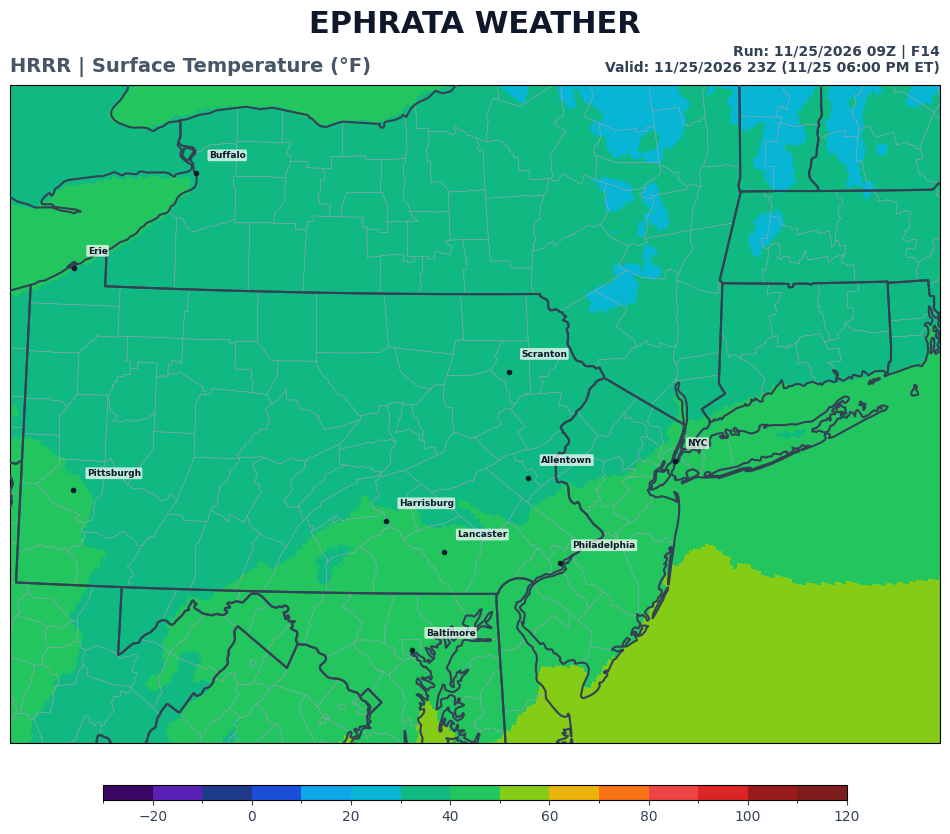 EPHRATA WEATHER
HRRR | Surface Temperature (°F)
Run: 11/25/2026 09Z | F14
Valid: 11/25/2026 23Z (11/25 06:00 PM ET)
Buffalo
Erie
Scranton
NYC
Allentown
Pittsburgh
Harrisburg
Lancaster
Philadelphia
Baltimore
−20 0 20 40 60 80 100 120